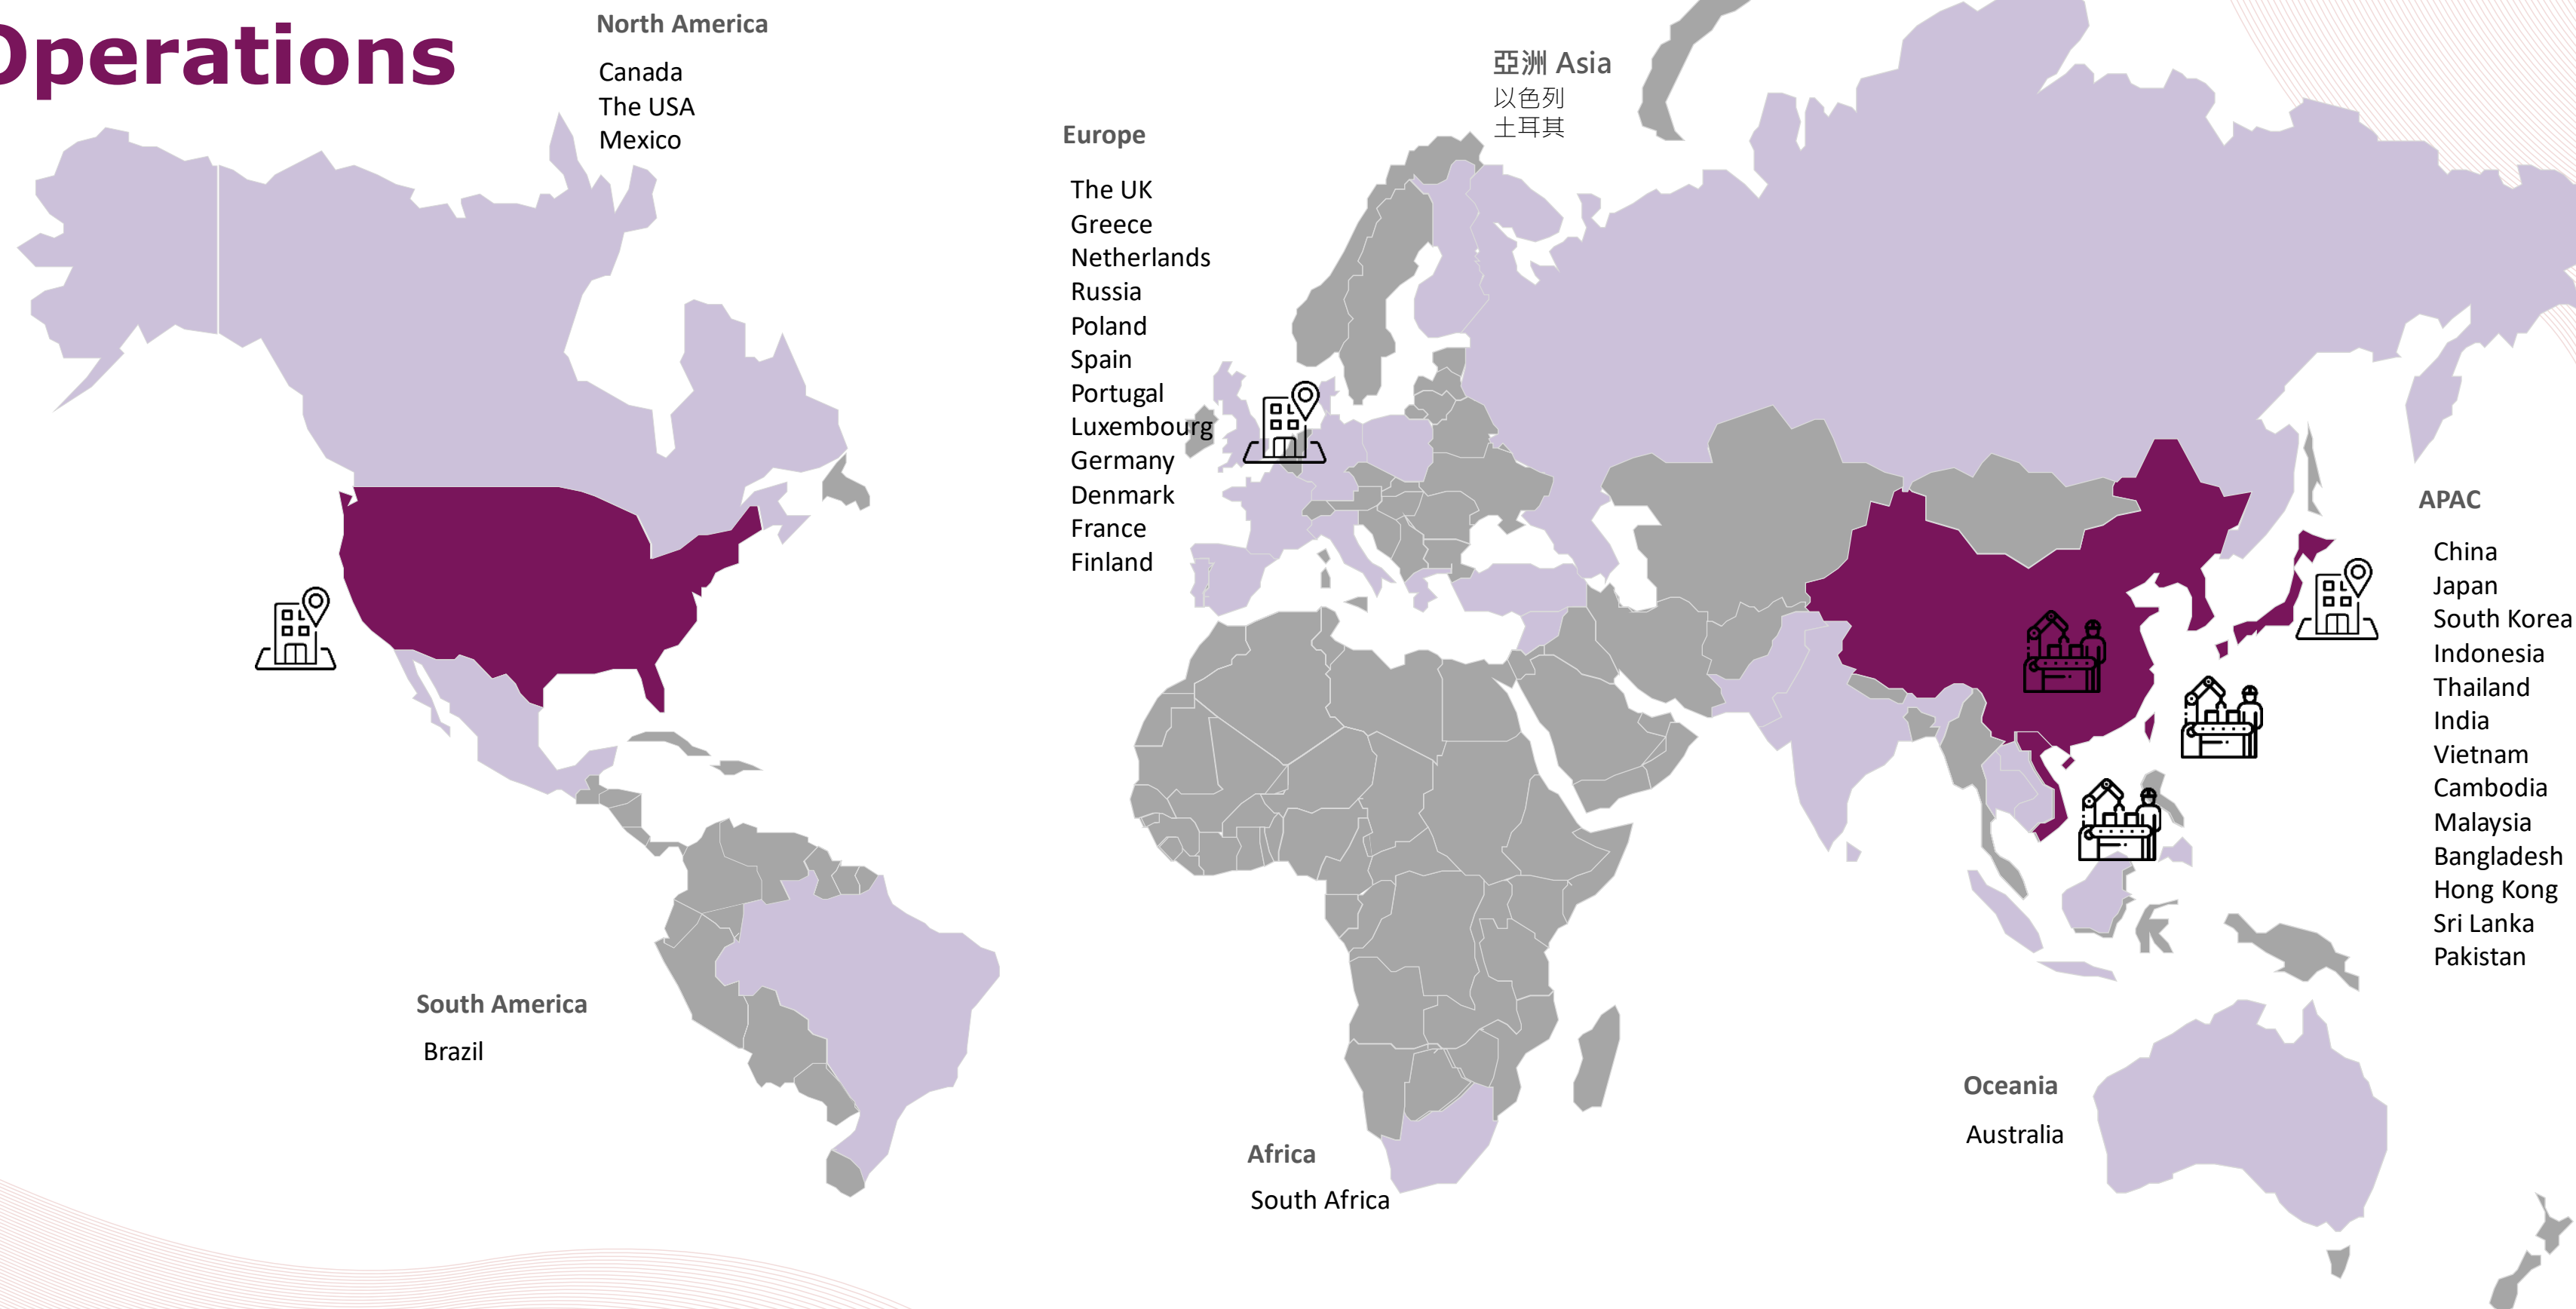 Operations
North America
Canada
The USA
Mexico
亞洲 Asia
以色列
土耳其
Europe
The UK
Greece
Netherlands
Russia
Poland
Spain
Portugal
Luxembourg
Germany
Denmark
France
Finland
APAC
China
Japan
South Korea
Indonesia
Thailand
India
Vietnam
Cambodia
Malaysia
Bangladesh
Hong Kong
Sri Lanka
Pakistan
South America
Brazil
Africa
South Africa
Oceania
Australia